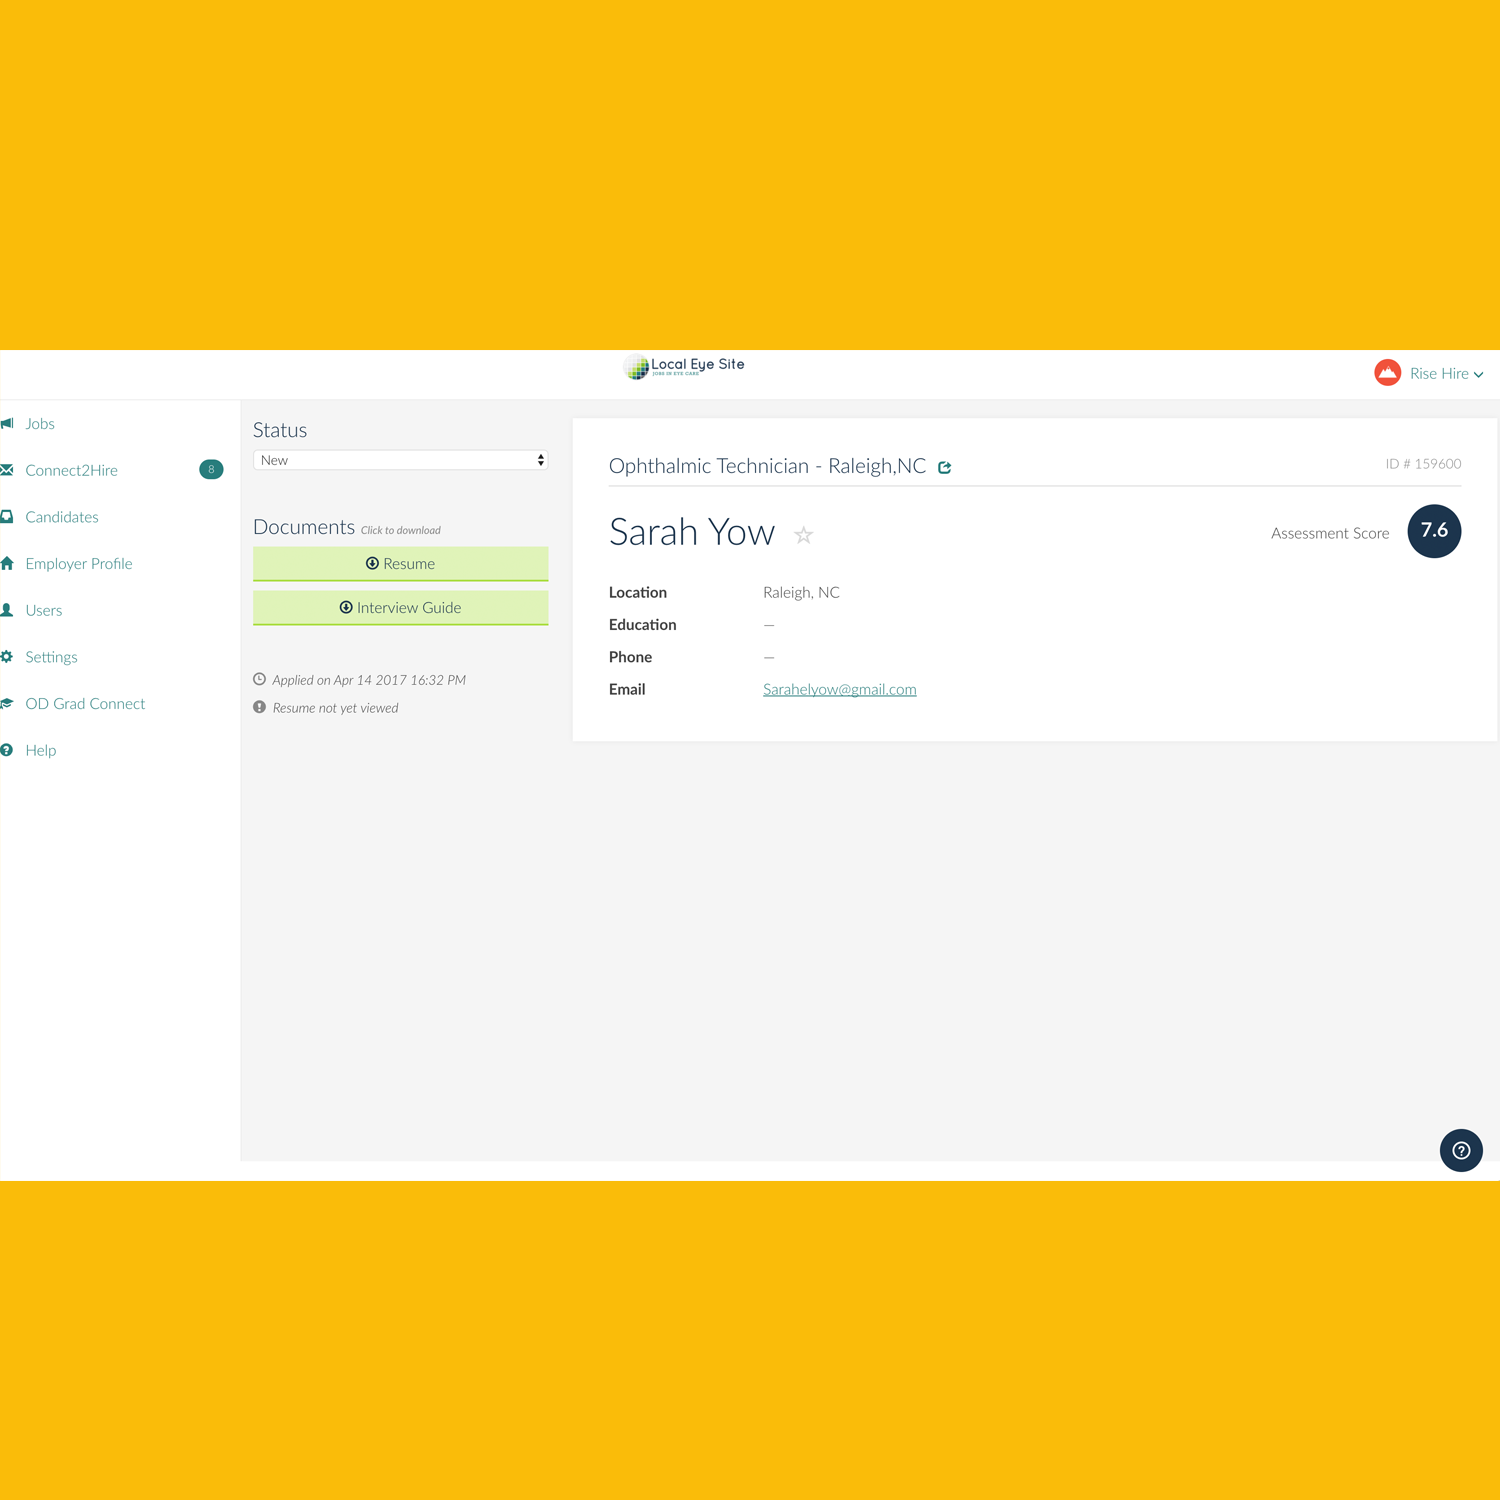 Local Eye Site
JOBS IN EYE CARE
Rise Hire
Jobs
Connect2Hire 8
Candidates
Employer Profile
Users
Settings
OD Grad Connect
Help
Status
New
Documents Click to download
Resume
Interview Guide
Applied on Apr 14 2017 16:32 PM
Resume not yet viewed
Ophthalmic Technician - Raleigh,NC
ID # 159600
Sarah Yow
Assessment Score 7.6
Location Raleigh, NC
Education —
Phone —
Email Sarahelyow@gmail.com